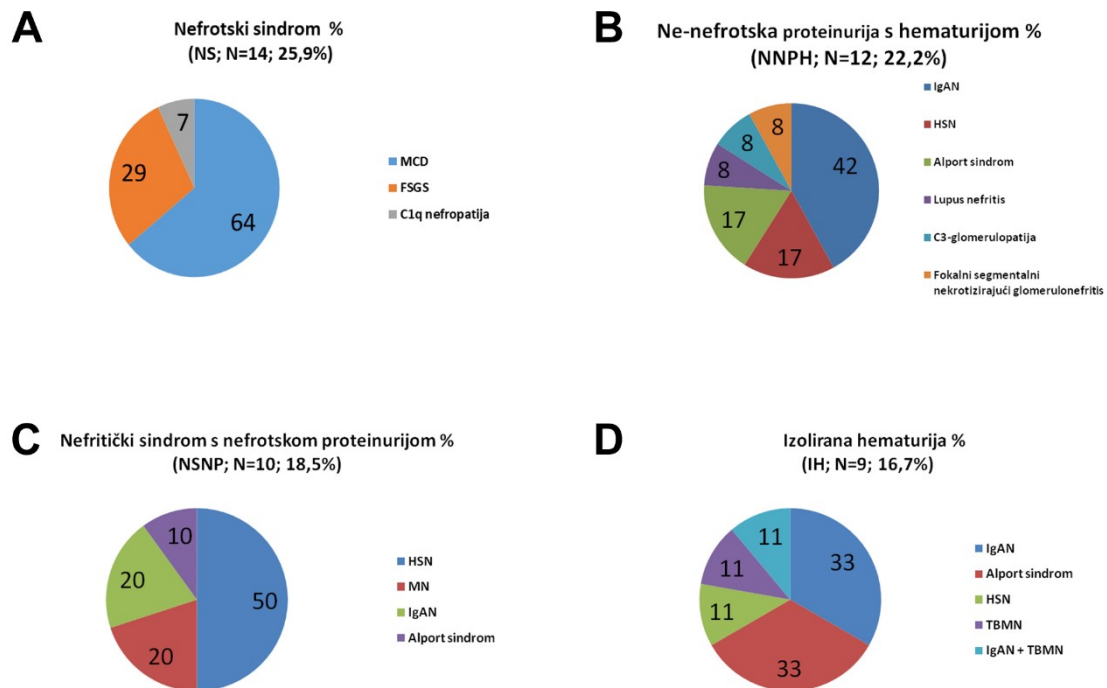 A
Nefrotski sindrom %
(NS; N=14; 25,9%)
7
29
64
MCD
FSGS
C1q nefropatija
B
Ne-nefrotska proteinurija s hematurijom %
(NNPH; N=12; 22,2%)
8
8
8
42
17
17
IgAN
HSN
Alport sindrom
Lupus nefritis
C3-glomerulopatija
Fokalni segmentalni
nekrotizirajući glomerulonefritis
C
Nefritički sindrom s nefrotskom proteinurijom %
(NSNP; N=10; 18,5%)
10
20
50
20
HSN
MN
IgAN
Alport sindrom
D
Izolirana hematurija %
(IH; N=9; 16,7%)
11
33
11
11
33
IgAN
Alport sindrom
HSN
TBMN
IgAN + TBMN